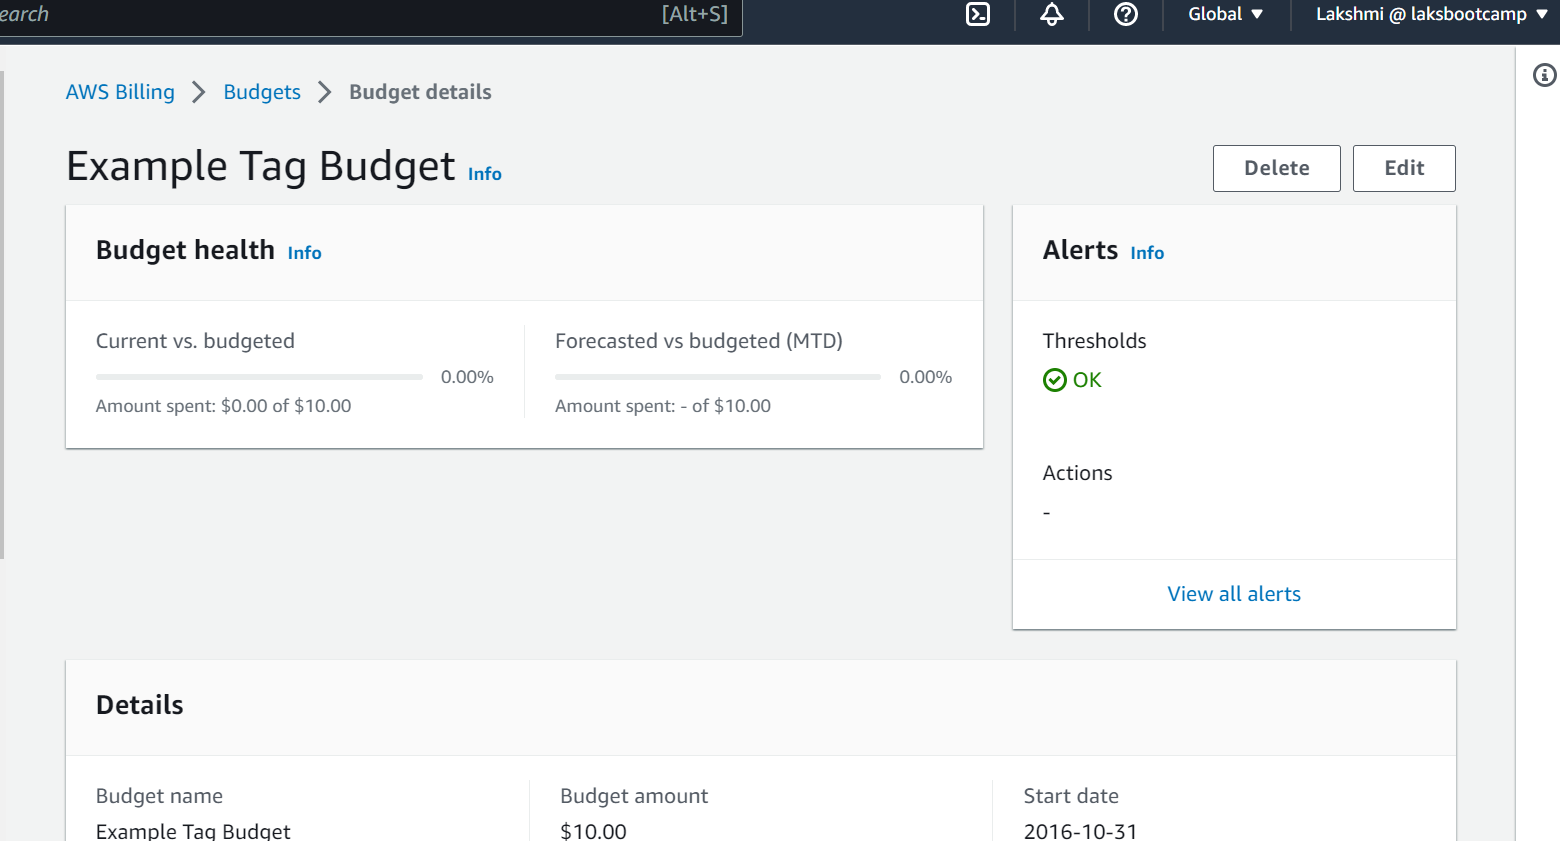 earch [Alt+S] Global Lakshmi @ laksbootcamp
AWS Billing Budgets Budget details
Example Tag Budget Info
Delete Edit
Budget health Info
Current vs. budgeted
0.00%
Amount spent: $0.00 of $10.00
Forecasted vs budgeted (MTD)
0.00%
Amount spent: - of $10.00
Alerts Info
Thresholds
OK
Actions
-
View all alerts
Details
Budget name
Example Tag Budget
Budget amount
$10.00
Start date
2016-10-31